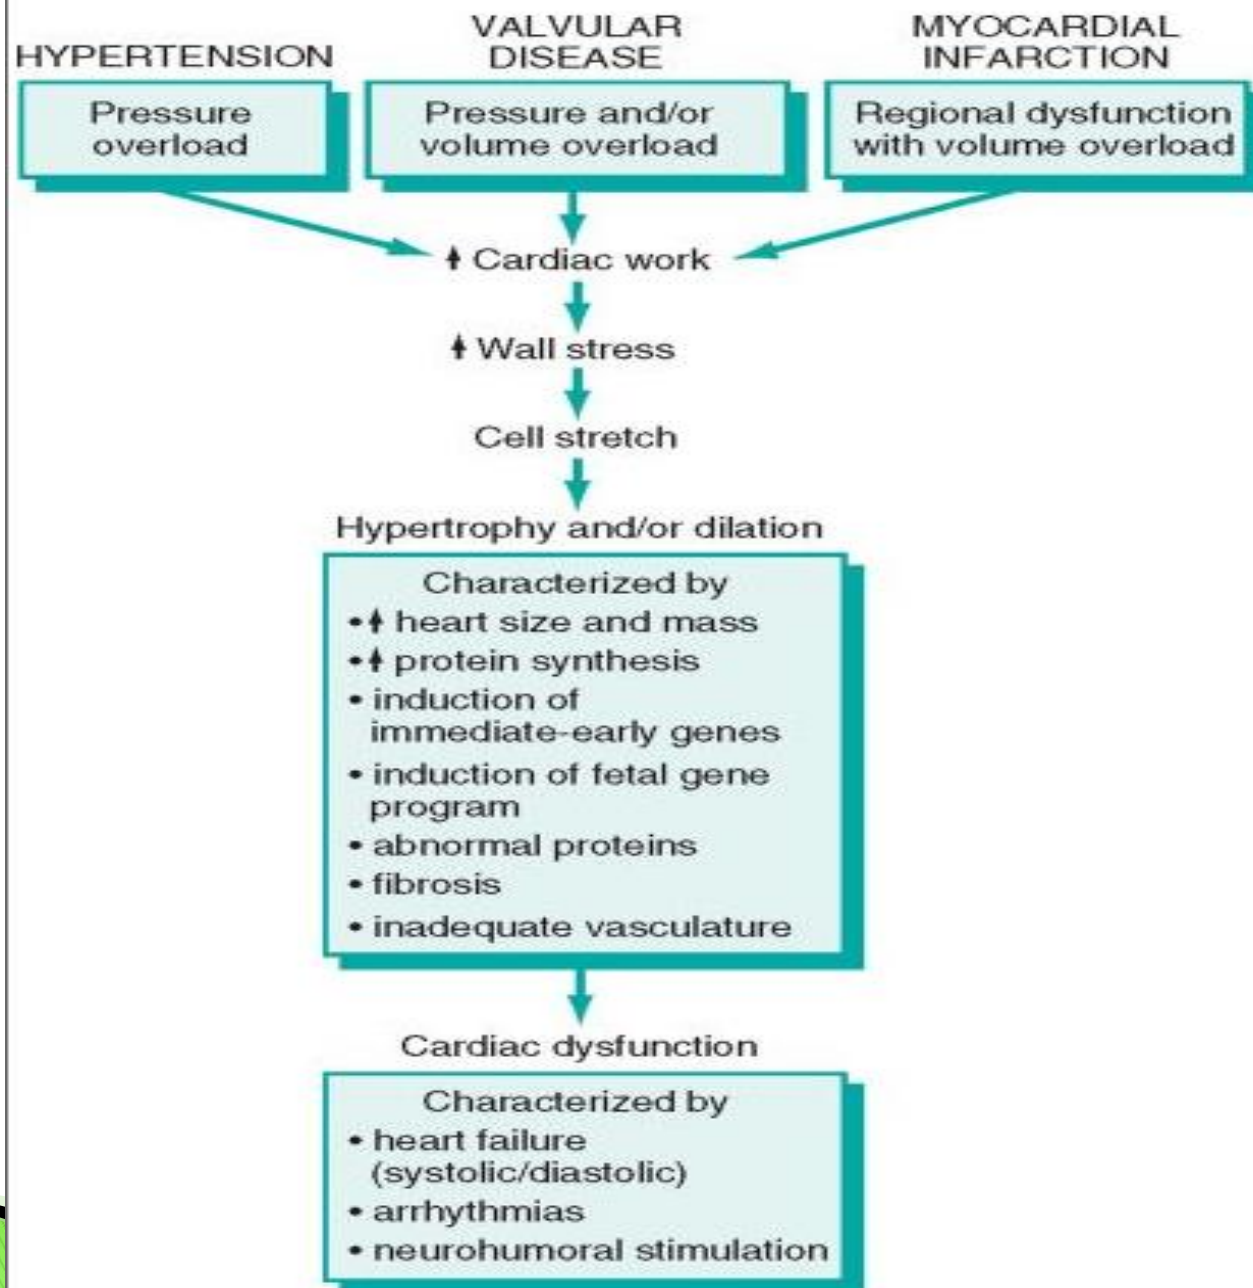 HYPERTENSION
VALVULAR
DISEASE
MYOCARDIAL
INFARCTION
Pressure
overload
Pressure and/or
volume overload
Regional dysfunction
with volume overload
↑ Cardiac work
↑ Wall stress
Cell stretch
Hypertrophy and/or dilation
Characterized by
•↑ heart size and mass
•↑ protein synthesis
• induction of
immediate-early genes
• induction of fetal gene
program
• abnormal proteins
• fibrosis
• inadequate vasculature
Cardiac dysfunction
Characterized by
• heart failure
(systolic/diastolic)
• arrhythmias
• neurohumoral stimulation